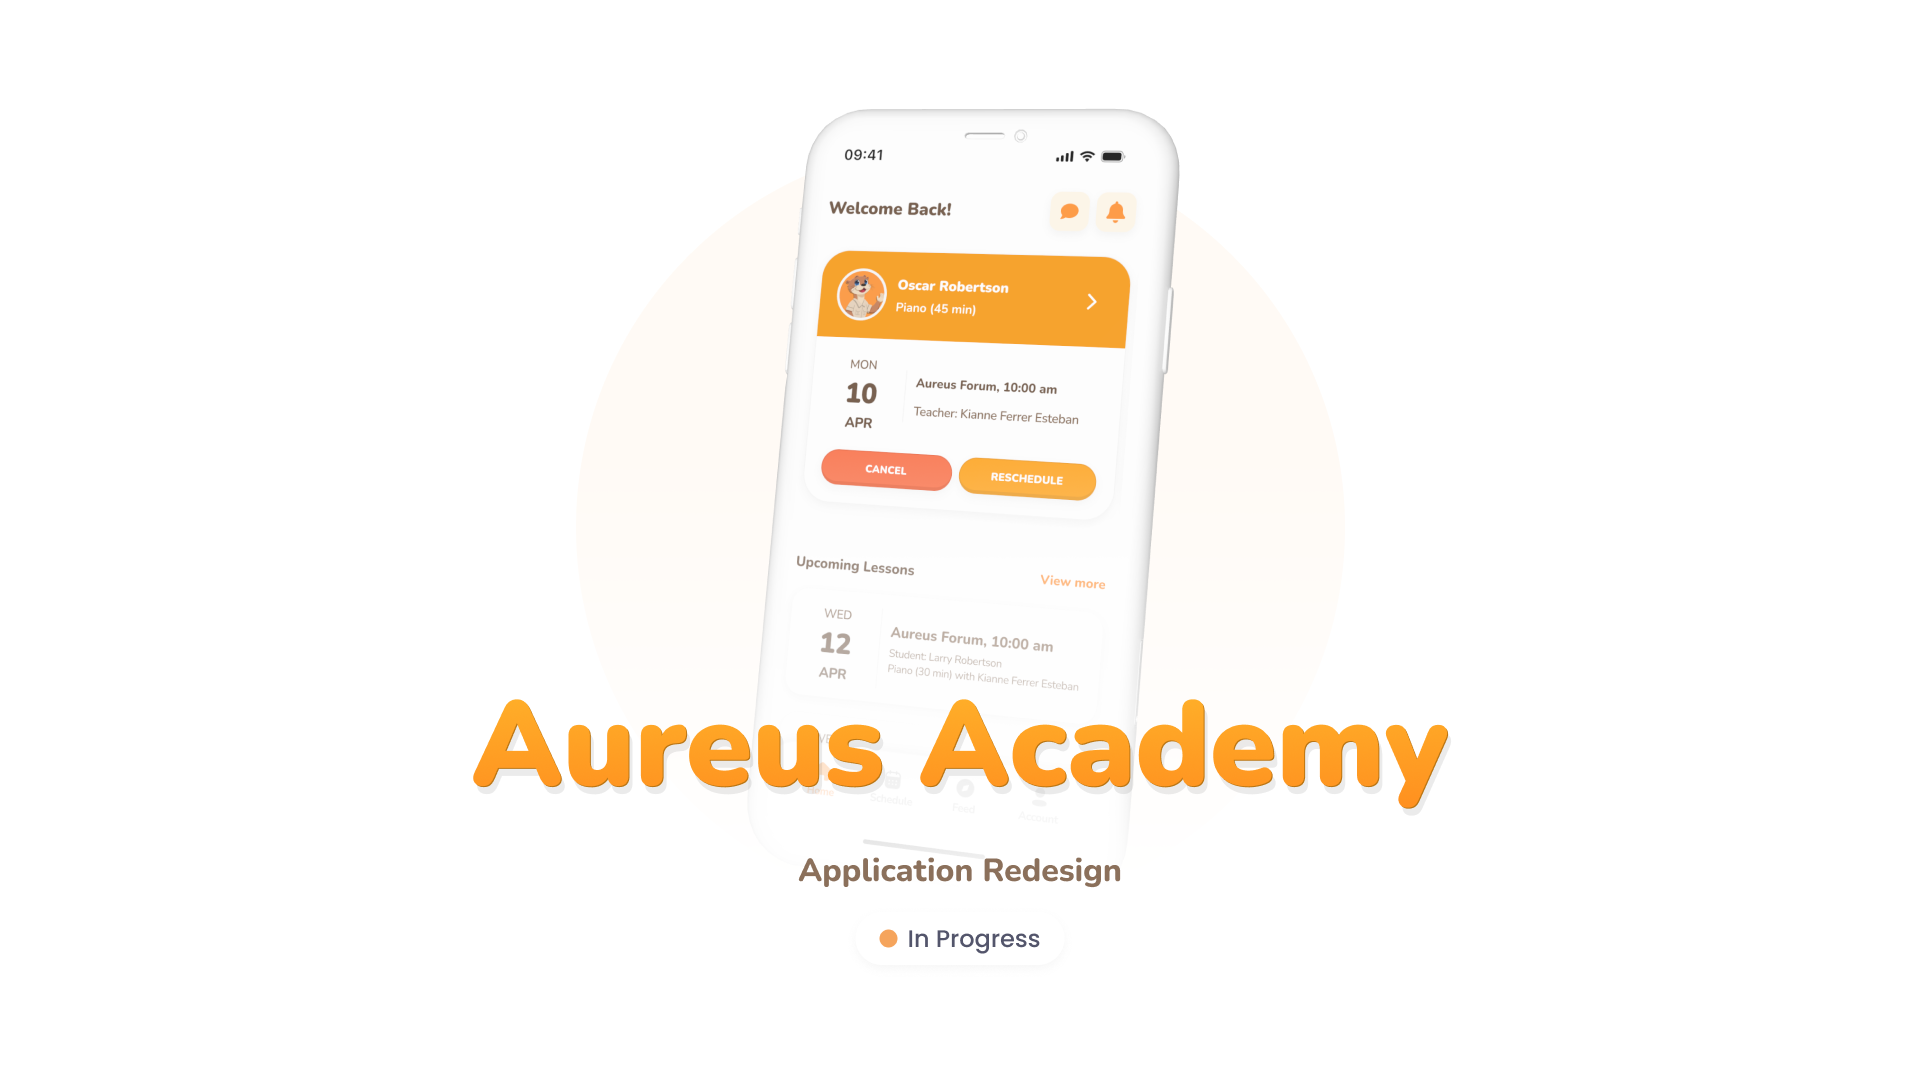 09:41
Welcome Back!
Oscar Robertson
Piano (45 min)
MON
10
APR
Aureus Forum, 10:00 am
Teacher: Kianne Ferrer Esteban
CANCEL
RESCHEDULE
Upcoming Lessons
View more
WED
12
APR
Aureus Forum, 10:00 am
Student: Larry Robertson
Piano (30 min) with Kianne Ferrer Esteban
Aureus Academy
Schedule
Feed
Account
Application Redesign
In Progress